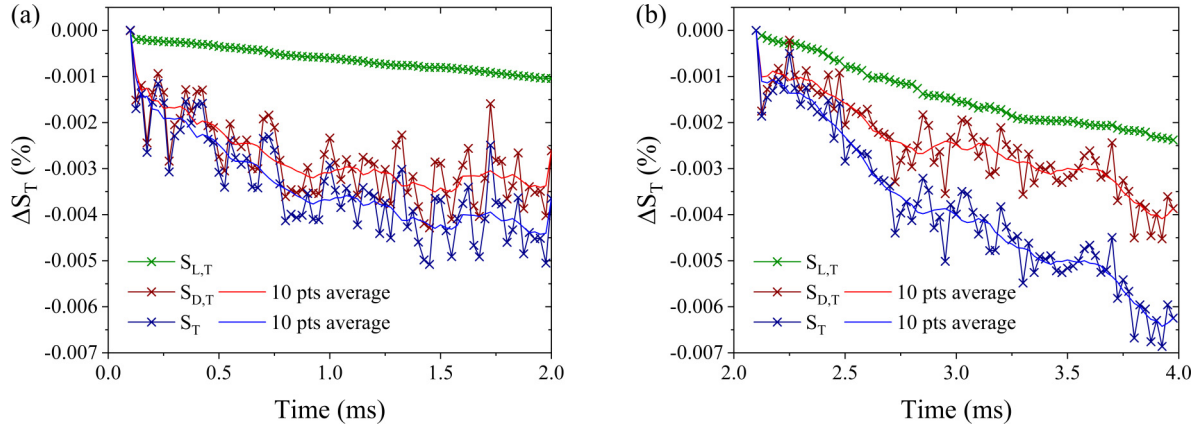 (a)
ΔS_T (%)
0.000
-0.001
-0.002
-0.003
-0.004
-0.005
-0.006
-0.007
S_L,T
S_D,T 10 pts average
S_T 10 pts average
0.0 0.5 1.0 1.5 2.0
Time (ms)
(b)
ΔS_T (%)
0.000
-0.001
-0.002
-0.003
-0.004
-0.005
-0.006
-0.007
S_L,T
S_D,T 10 pts average
S_T 10 pts average
2.0 2.5 3.0 3.5 4.0
Time (ms)